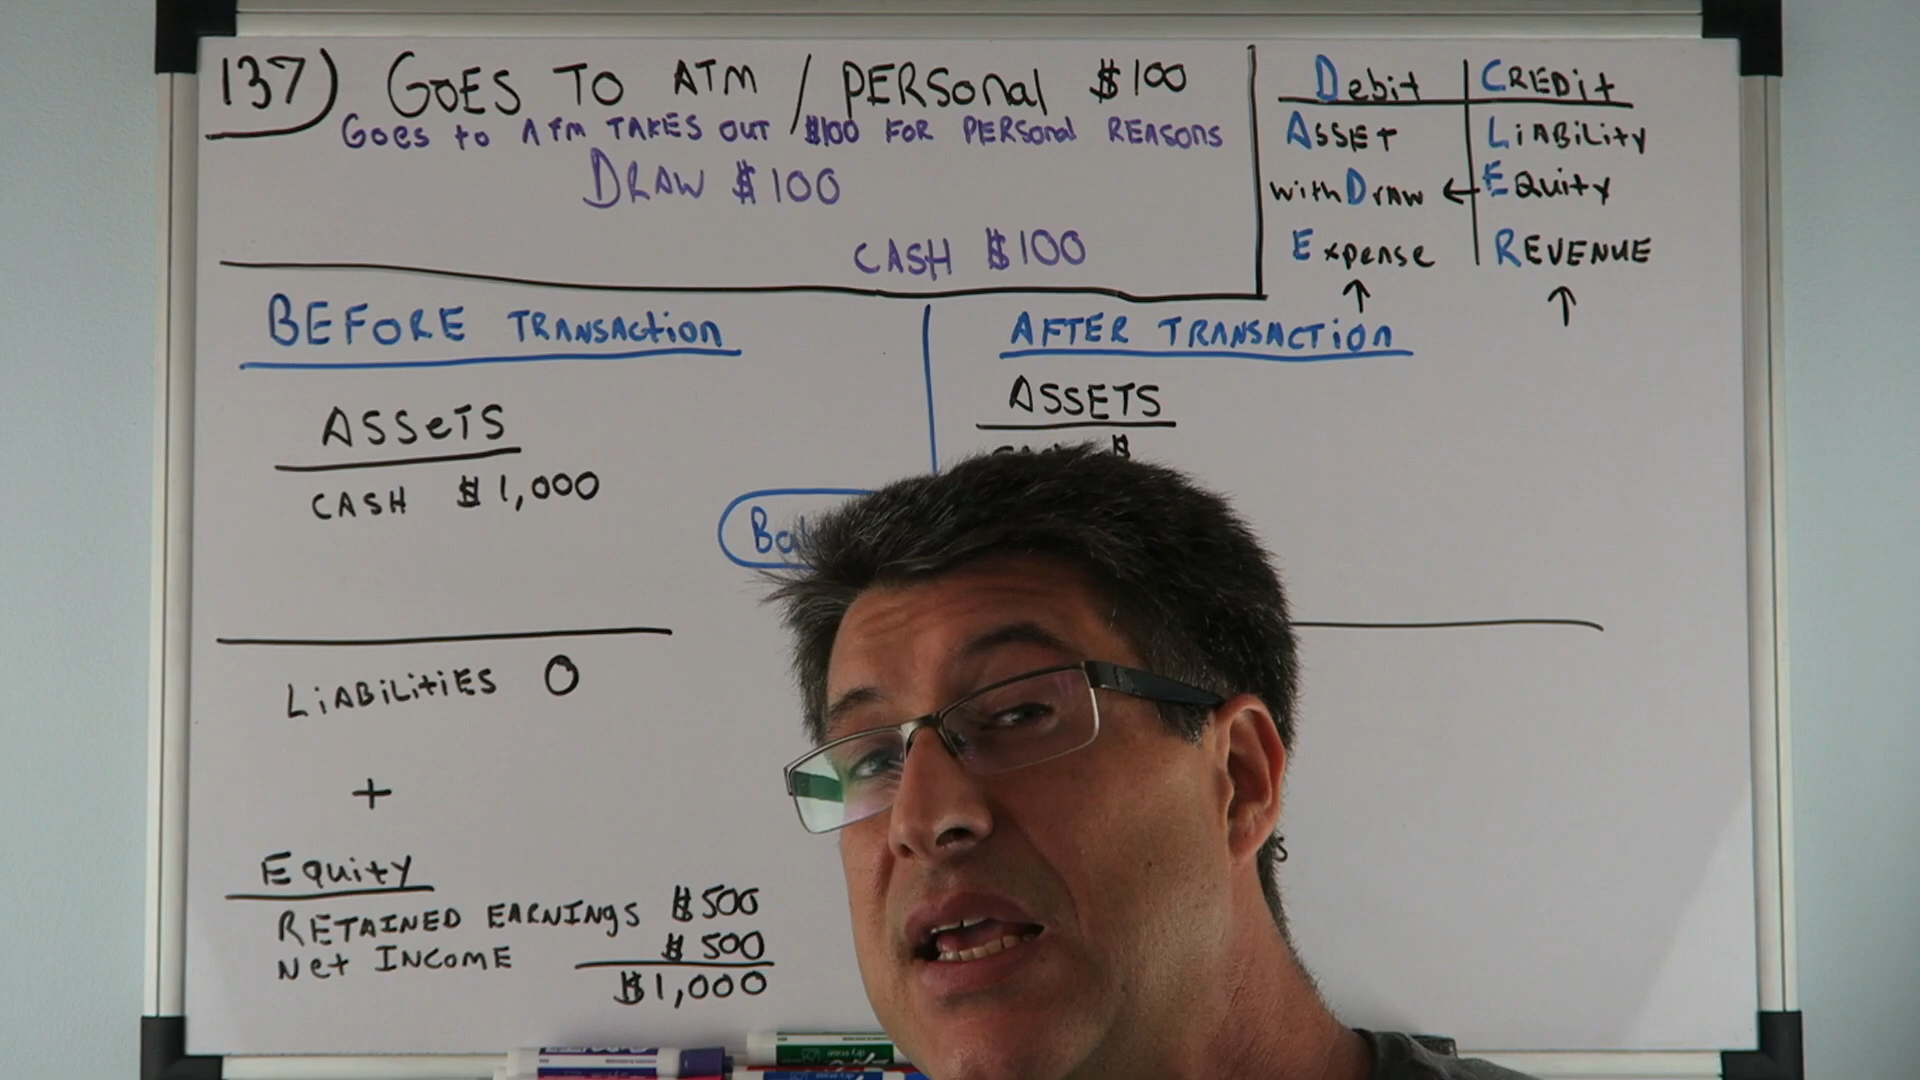 137) GOES TO ATM / PERSONAL $100
Goes to ATM TAKES OUT $100 FOR PERSONAL REASONS
DRAW $100
CASH $100
Debit CREDit
ASSET LiABiLity
withDraw ← EQuity
Expense REVENUE
↑ ↑
BEFORE TRANSACtion
ASSeTS
CASH $1,000
LiABiLitiES 0
+
EQuity
RETAINED EARNINgS $500
Net INCOME $500
$1,000
AFTER TRANSACTiON
ASSETS